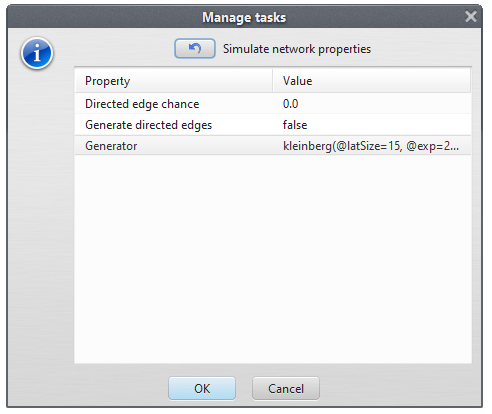 Manage tasks
Simulate network properties
Property Value
Directed edge chance 0.0
Generate directed edges false
Generator kleinberg(@latSize=15, @exp=2...
OK Cancel